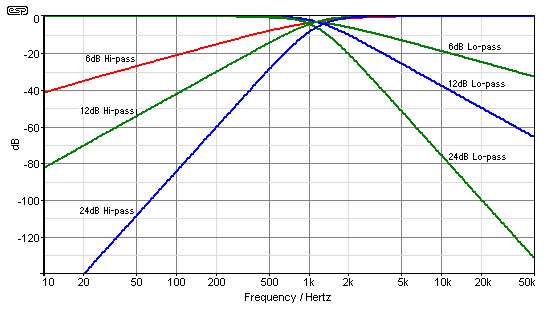 esp
0
-20
-40
-60
-80
-100
-120
dB
6dB Hi-pass
12dB Hi-pass
24dB Hi-pass
6dB Lo-pass
12dB Lo-pass
24dB Lo-pass
10 20 50 100 200 500 1k 2k 5k 10k 20k 50k
Frequency / Hertz